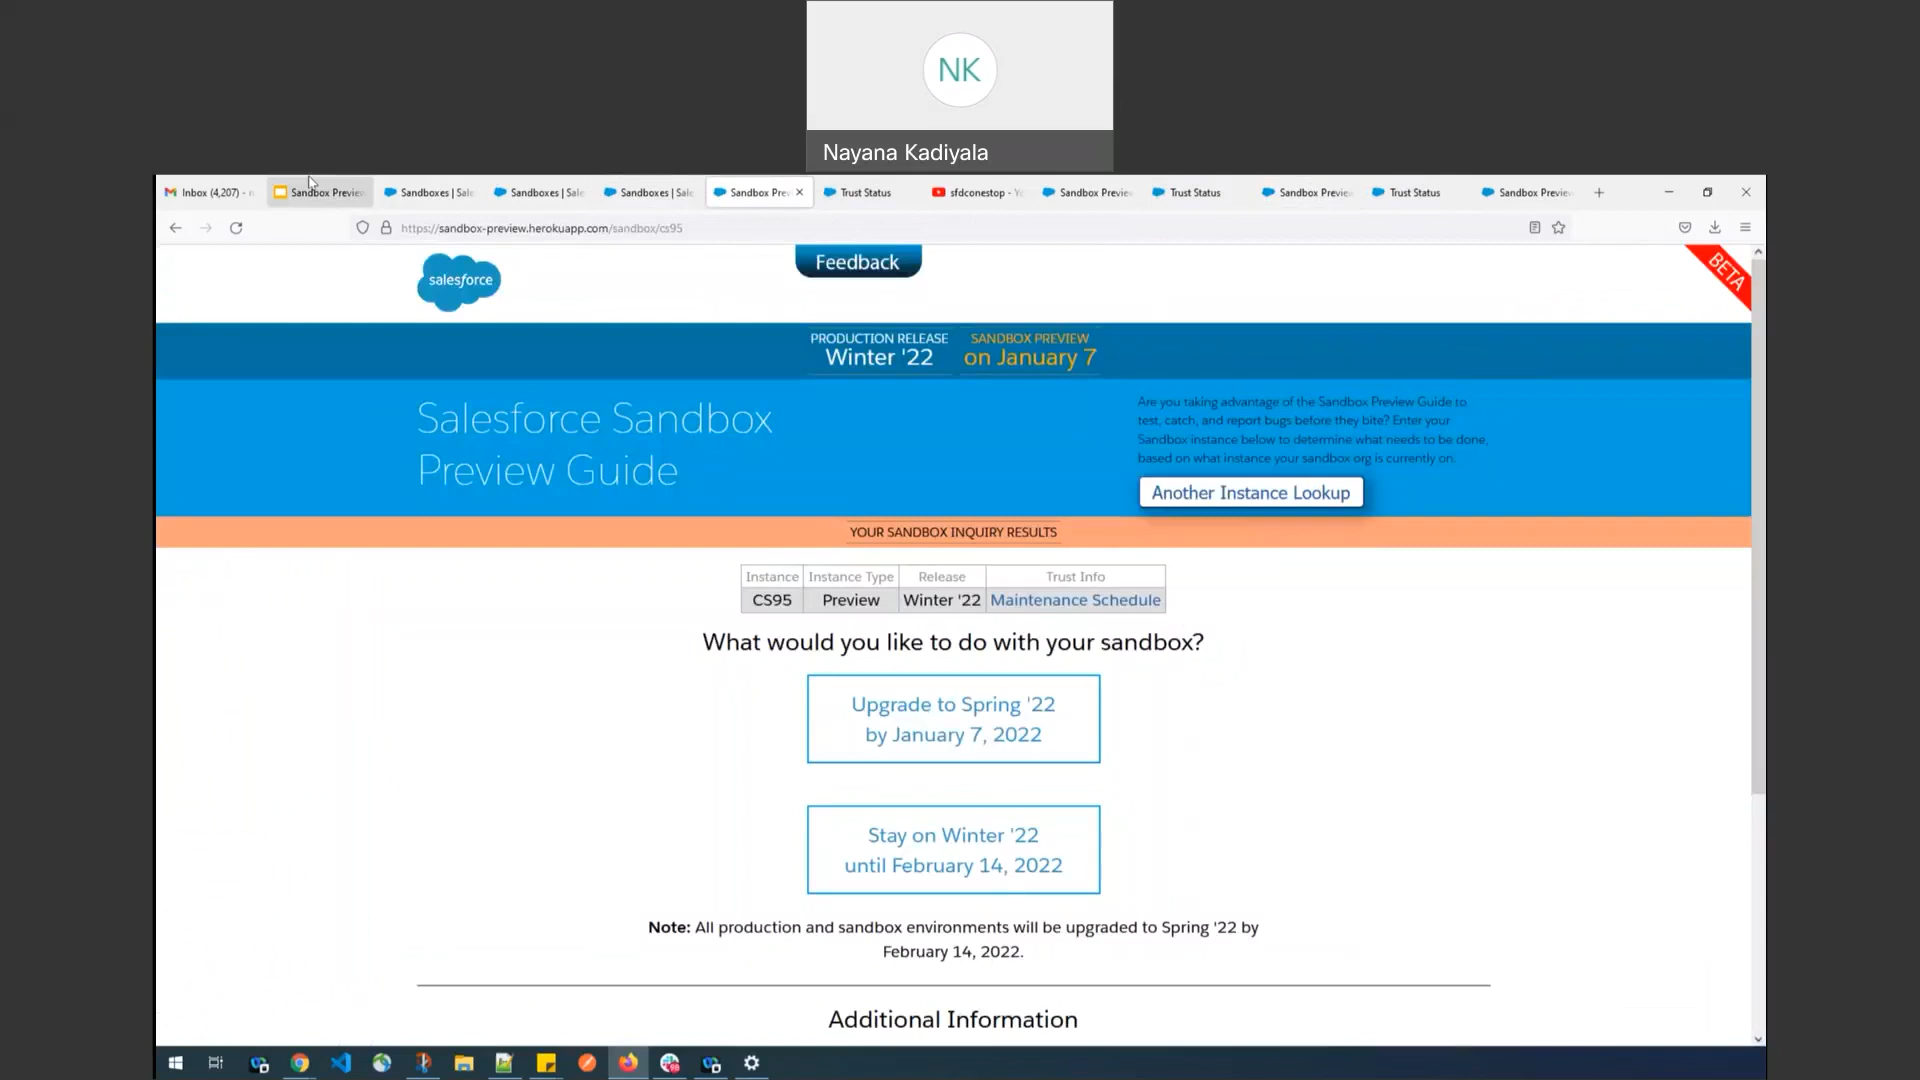 NK
Nayana Kadiyala
Inbox (4,207) -
Sandbox Previe
Sandboxes | Sale
Sandboxes | Sale
Sandboxes | Sale
Sandbox Prev
Trust Status
sfdconestop - Yo
Sandbox Previe
Trust Status
Sandbox Previe
Trust Status
Sandbox Previe
https://sandbox-preview.herokuapp.com/sandbox/cs95
salesforce
Feedback
BETA
PRODUCTION RELEASE SANDBOX PREVIEW
Winter '22 on January 7
Salesforce Sandbox
Preview Guide
Are you taking advantage of the Sandbox Preview Guide to
test, catch, and report bugs before they bite? Enter your
Sandbox instance below to determine what needs to be done,
based on what instance your sandbox org is currently on.
Another Instance Lookup
YOUR SANDBOX INQUIRY RESULTS
Instance Instance Type Release Trust Info
CS95 Preview Winter '22 Maintenance Schedule
What would you like to do with your sandbox?
Upgrade to Spring '22
by January 7, 2022
Stay on Winter '22
until February 14, 2022
Note: All production and sandbox environments will be upgraded to Spring '22 by
February 14, 2022.
Additional Information